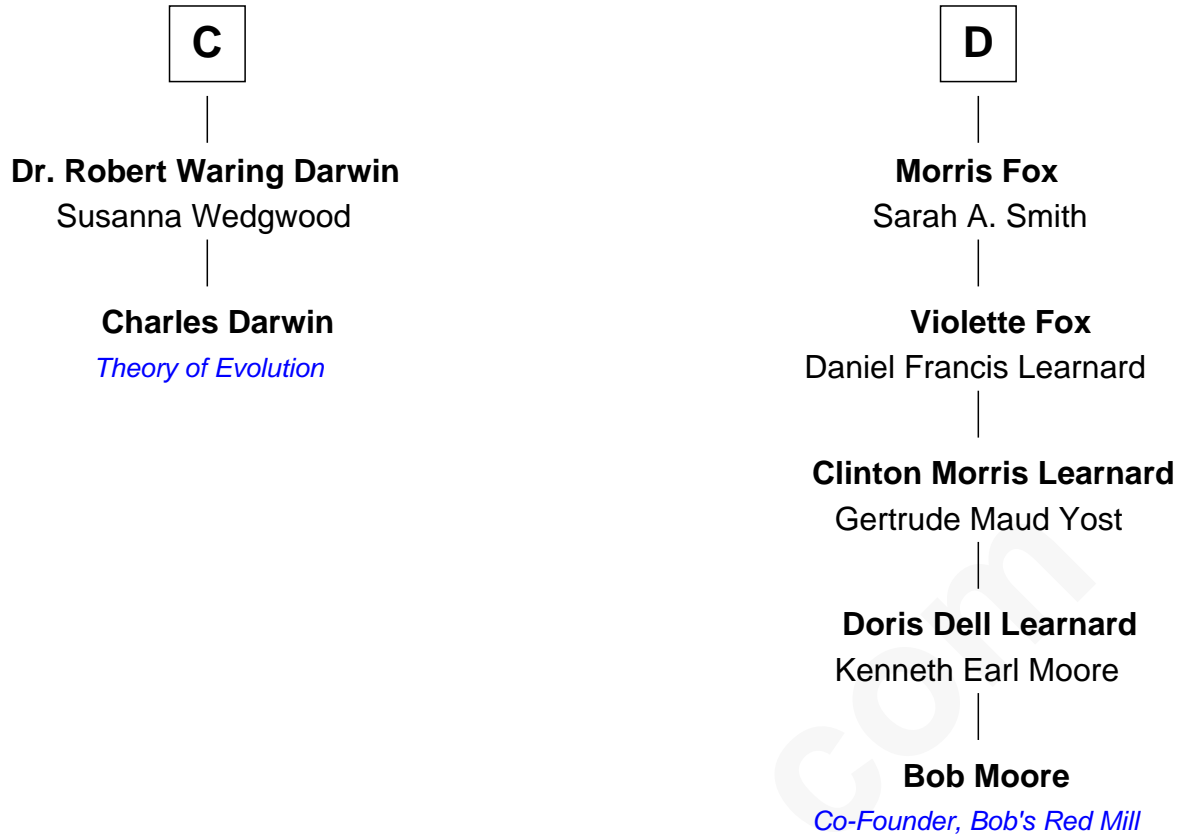 C
Dr. Robert Waring Darwin
Susanna Wedgwood
Charles Darwin
Theory of Evolution
D
Morris Fox
Sarah A. Smith
Violette Fox
Daniel Francis Learnard
Clinton Morris Learnard
Gertrude Maud Yost
Doris Dell Learnard
Kenneth Earl Moore
Bob Moore
Co-Founder, Bob's Red Mill
com